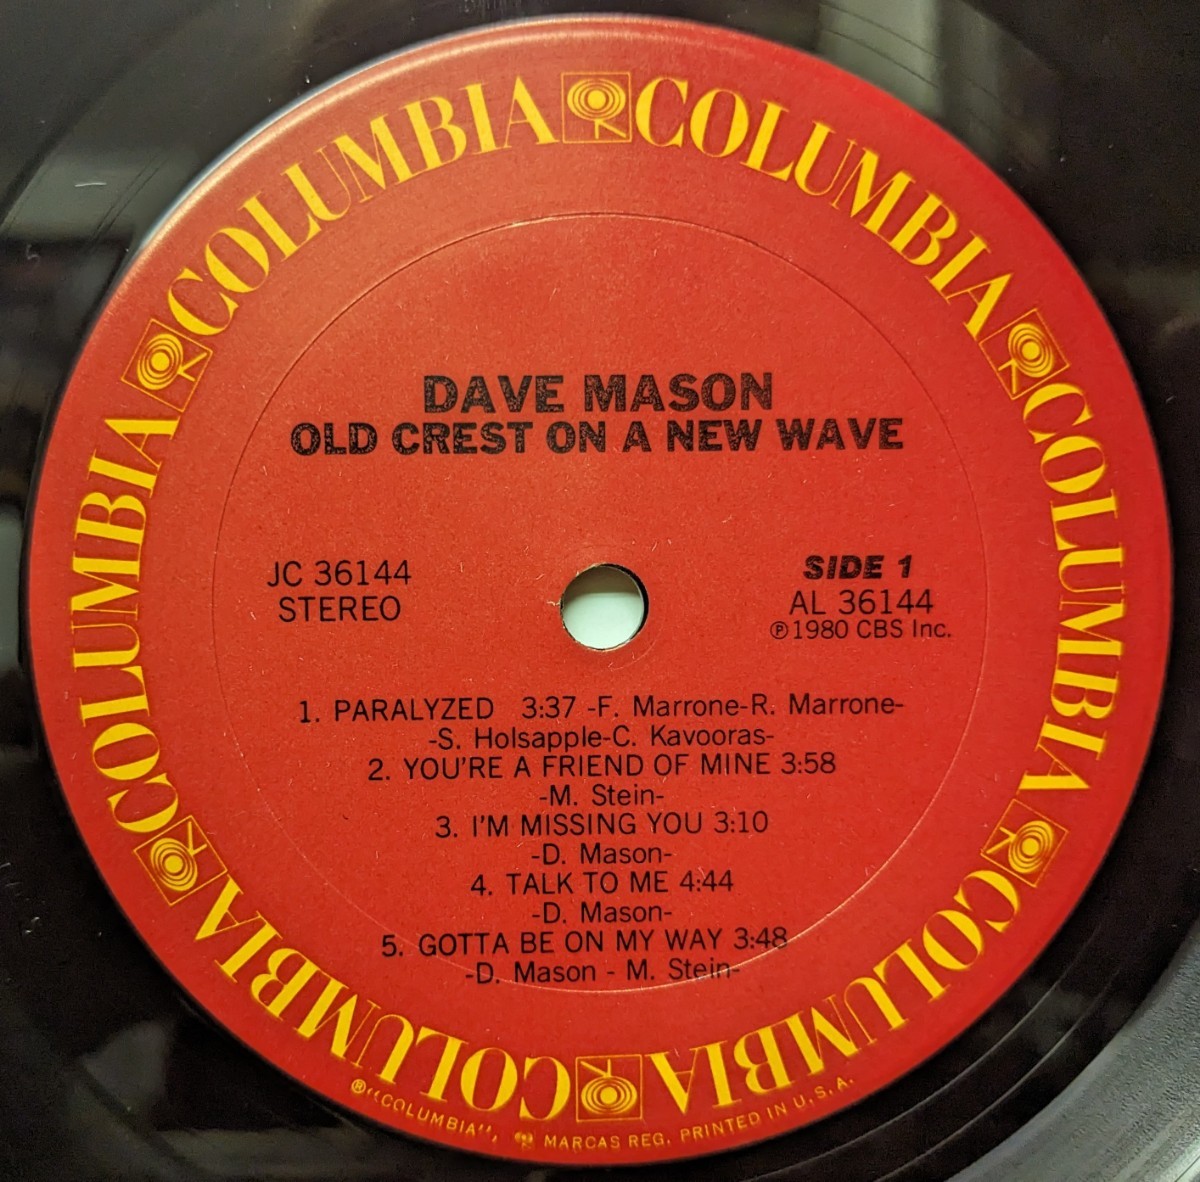 COLUMBIA COLUMBIA COLUMBIA COLUMBIA COLUMBIA COLUMBIA
DAVE MASON
OLD CREST ON A NEW WAVE
JC 36144
STEREO
SIDE 1
AL 36144
℗ 1980 CBS Inc.
1. PARALYZED 3:37 -F. Marrone-R. Marrone-
-S. Holsapple-C. Kavooras-
2. YOU'RE A FRIEND OF MINE 3:58
-M. Stein-
3. I'M MISSING YOU 3:10
-D. Mason-
4. TALK TO ME 4:44
-D. Mason-
5. GOTTA BE ON MY WAY 3:48
-D. Mason - M. Stein-
®"COLUMBIA", MARCAS REG. PRINTED IN U.S.A.